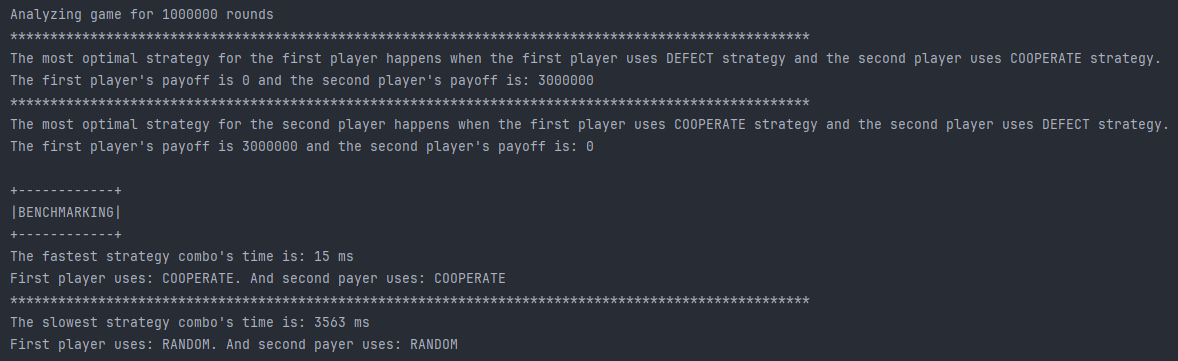 Analyzing game for 1000000 rounds
****************************************************************************************************
The most optimal strategy for the first player happens when the first player uses DEFECT strategy and the second player uses COOPERATE strategy.
The first player's payoff is 0 and the second player's payoff is: 3000000
****************************************************************************************************
The most optimal strategy for the second player happens when the first player uses COOPERATE strategy and the second player uses DEFECT strategy.
The first player's payoff is 3000000 and the second player's payoff is: 0
+------------+
|BENCHMARKING|
+------------+
The fastest strategy combo's time is: 15 ms
First player uses: COOPERATE. And second payer uses: COOPERATE
****************************************************************************************************
The slowest strategy combo's time is: 3563 ms
First player uses: RANDOM. And second payer uses: RANDOM